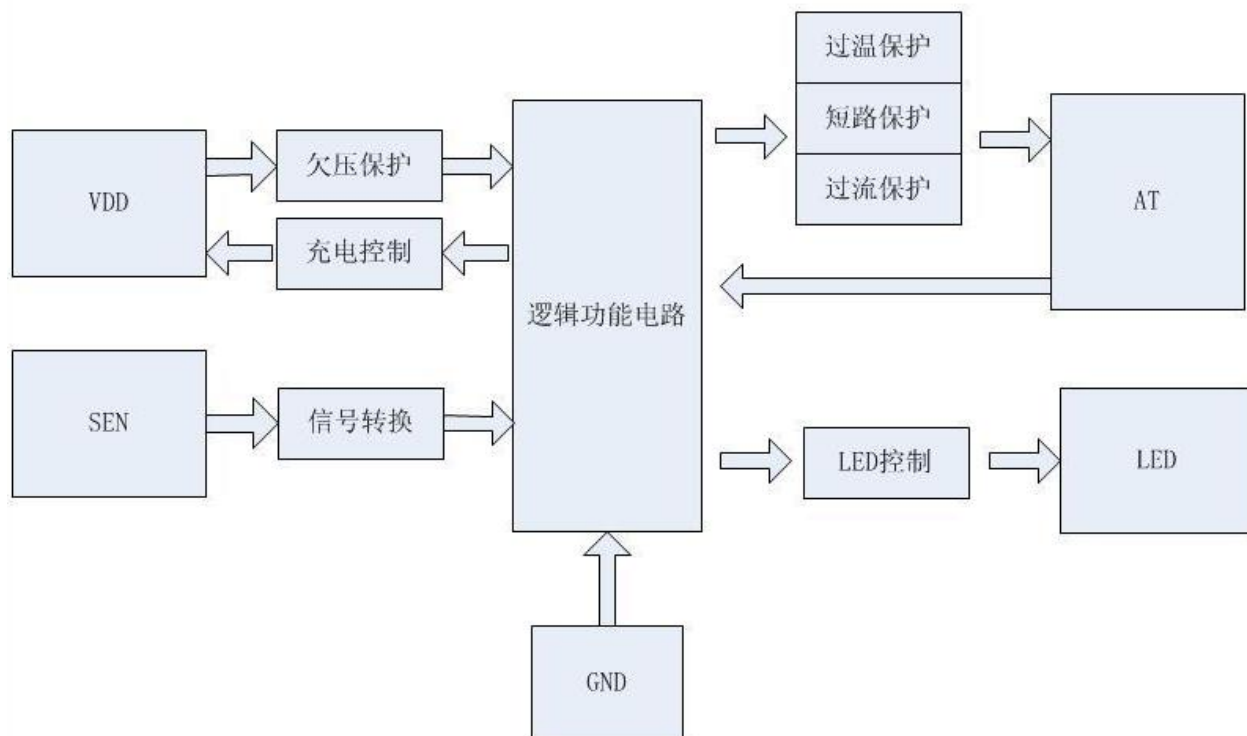 过温保护
短路保护
过流保护
VDD
欠压保护
充电控制
逻辑功能电路
AT
SEN
信号转换
LED控制
LED
GND